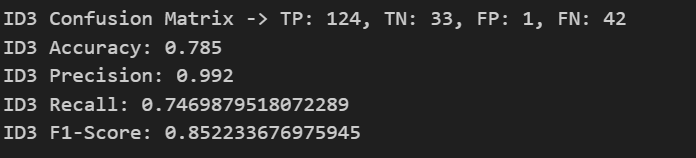 ID3 Confusion Matrix -> TP: 124, TN: 33, FP: 1, FN: 42
ID3 Accuracy: 0.785
ID3 Precision: 0.992
ID3 Recall: 0.7469879518072289
ID3 F1-Score: 0.852233676975945